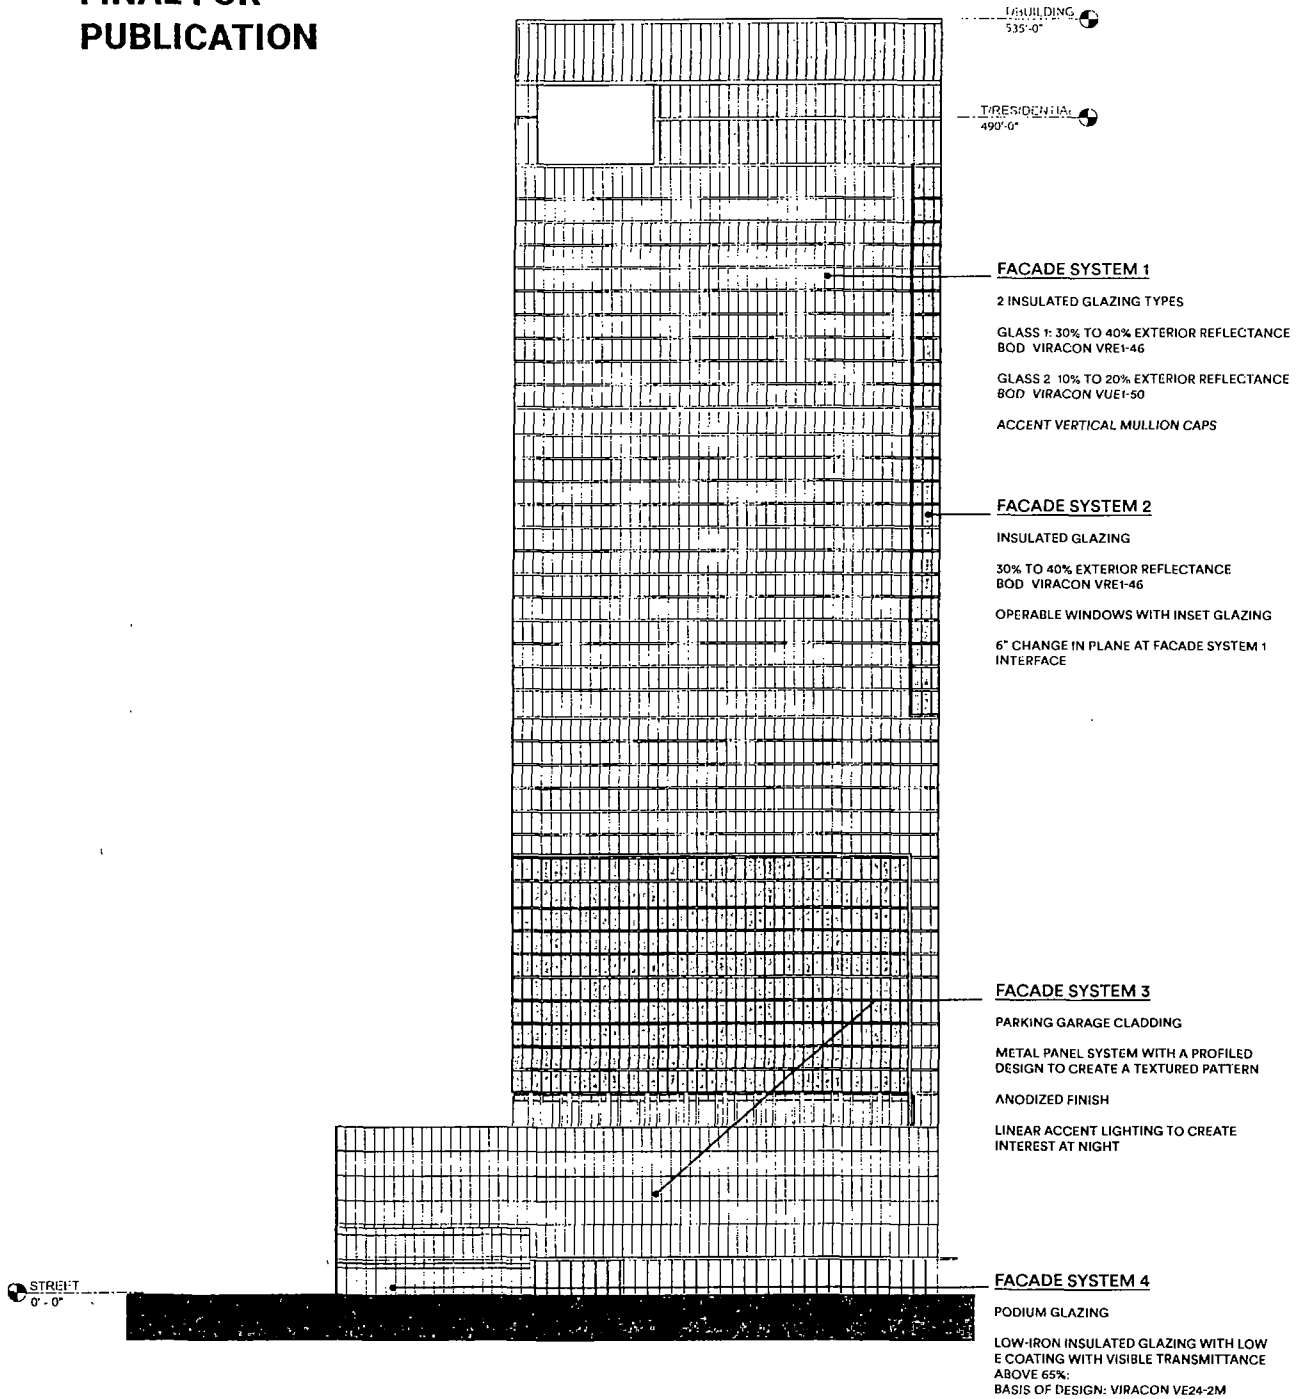 FINAL FOR
PUBLICATION
T/BUILDING
535'-0"
T/RESIDENTIAL
490'-0"
FACADE SYSTEM 1
2 INSULATED GLAZING TYPES
GLASS 1: 30% TO 40% EXTERIOR REFLECTANCE
BOD VIRACON VRE1-46
GLASS 2 10% TO 20% EXTERIOR REFLECTANCE
BOD VIRACON VUE1-50
ACCENT VERTICAL MULLION CAPS
FACADE SYSTEM 2
INSULATED GLAZING
30% TO 40% EXTERIOR REFLECTANCE
BOD VIRACON VRE1-46
OPERABLE WINDOWS WITH INSET GLAZING
6" CHANGE IN PLANE AT FACADE SYSTEM 1
INTERFACE
FACADE SYSTEM 3
PARKING GARAGE CLADDING
METAL PANEL SYSTEM WITH A PROFILED
DESIGN TO CREATE A TEXTURED PATTERN
ANODIZED FINISH
LINEAR ACCENT LIGHTING TO CREATE
INTEREST AT NIGHT
STREET
0'-0"
FACADE SYSTEM 4
PODIUM GLAZING
LOW-IRON INSULATED GLAZING WITH LOW
E COATING WITH VISIBLE TRANSMITTANCE
ABOVE 65%:
BASIS OF DESIGN: VIRACON VE24-2M